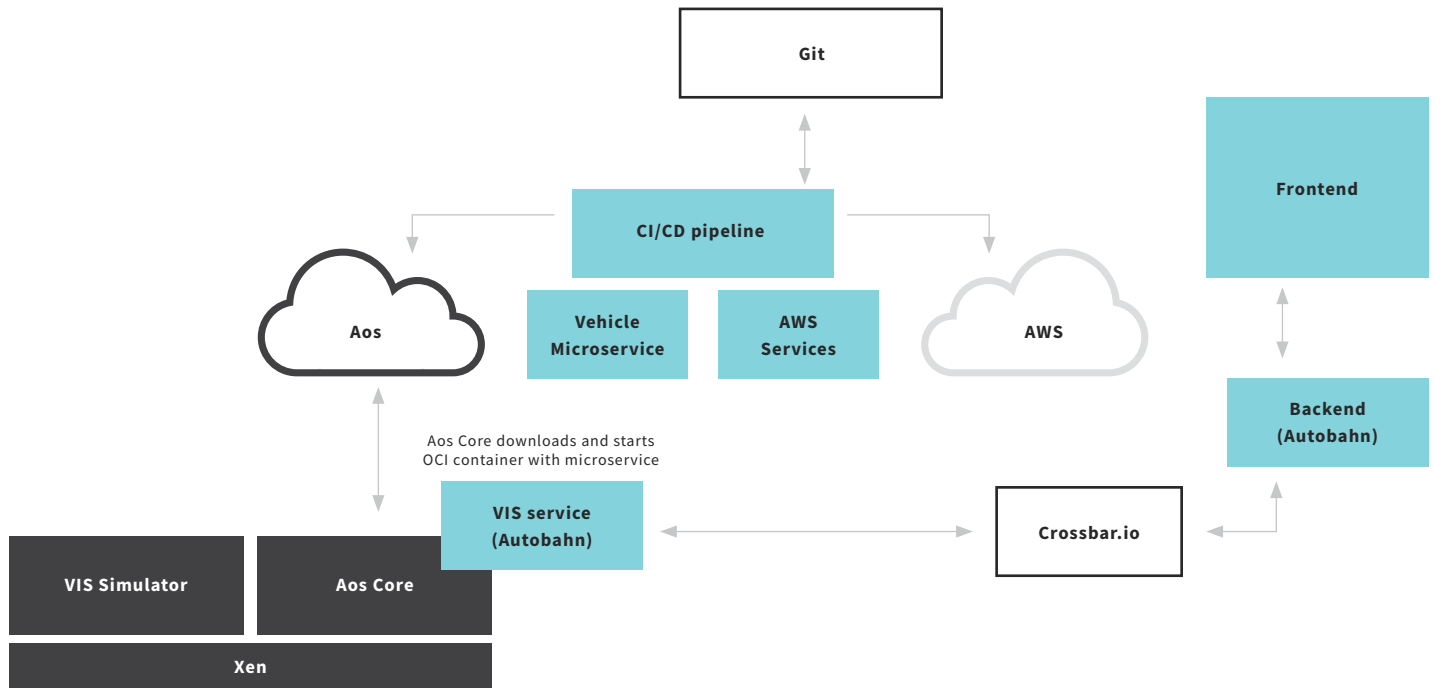 Git
Frontend
CI/CD pipeline
Aos
Vehicle
Microservice
AWS
Services
AWS
Backend
(Autobahn)
Aos Core downloads and starts
OCI container with microservice
VIS service
(Autobahn)
Crossbar.io
VIS Simulator
Aos Core
Xen